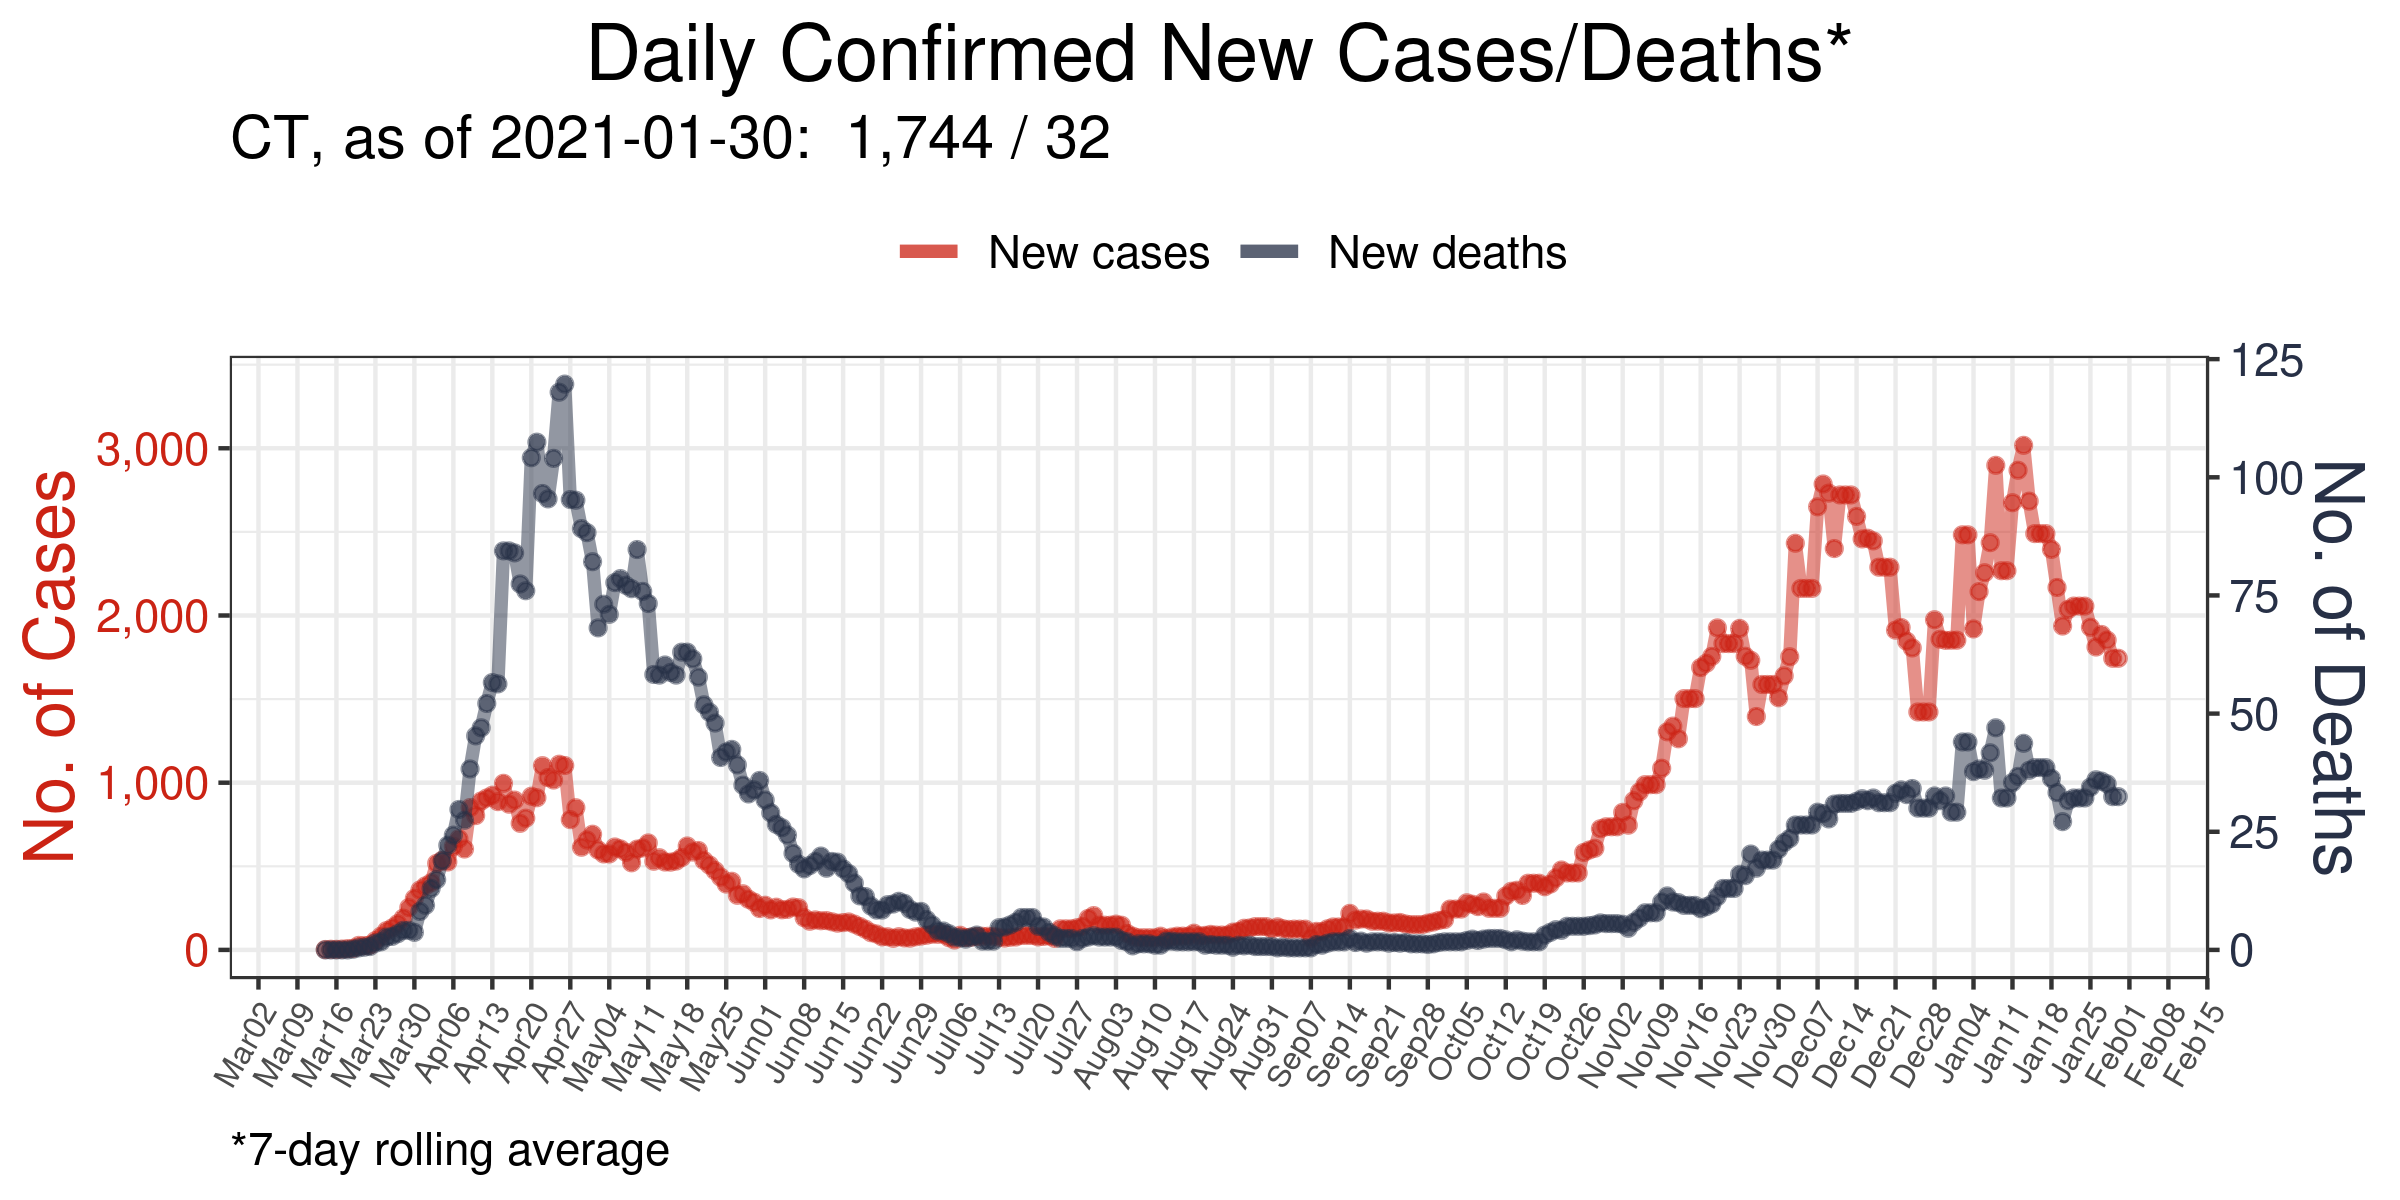 Daily Confirmed New Cases/Deaths*
CT, as of 2021-01-30: 1,744 / 32
New cases
New deaths
No. of Cases
3,000
2,000
1,000
0
125
100
75
50
25
0
No. of Deaths
Mar02 Mar09 Mar16 Mar23 Mar30 Apr06 Apr13 Apr20 Apr27 May04 May11 May18 May25 Jun01 Jun08 Jun15 Jun22 Jun29 Jul06 Jul13 Jul20 Jul27 Aug03 Aug10 Aug17 Aug24 Aug31 Sep07 Sep14 Sep21 Sep28 Oct05 Oct12 Oct19 Oct26 Nov02 Nov09 Nov16 Nov23 Nov30 Dec07 Dec14 Dec21 Dec28 Jan04 Jan11 Jan18 Jan25 Feb01 Feb08 Feb15
*7-day rolling average